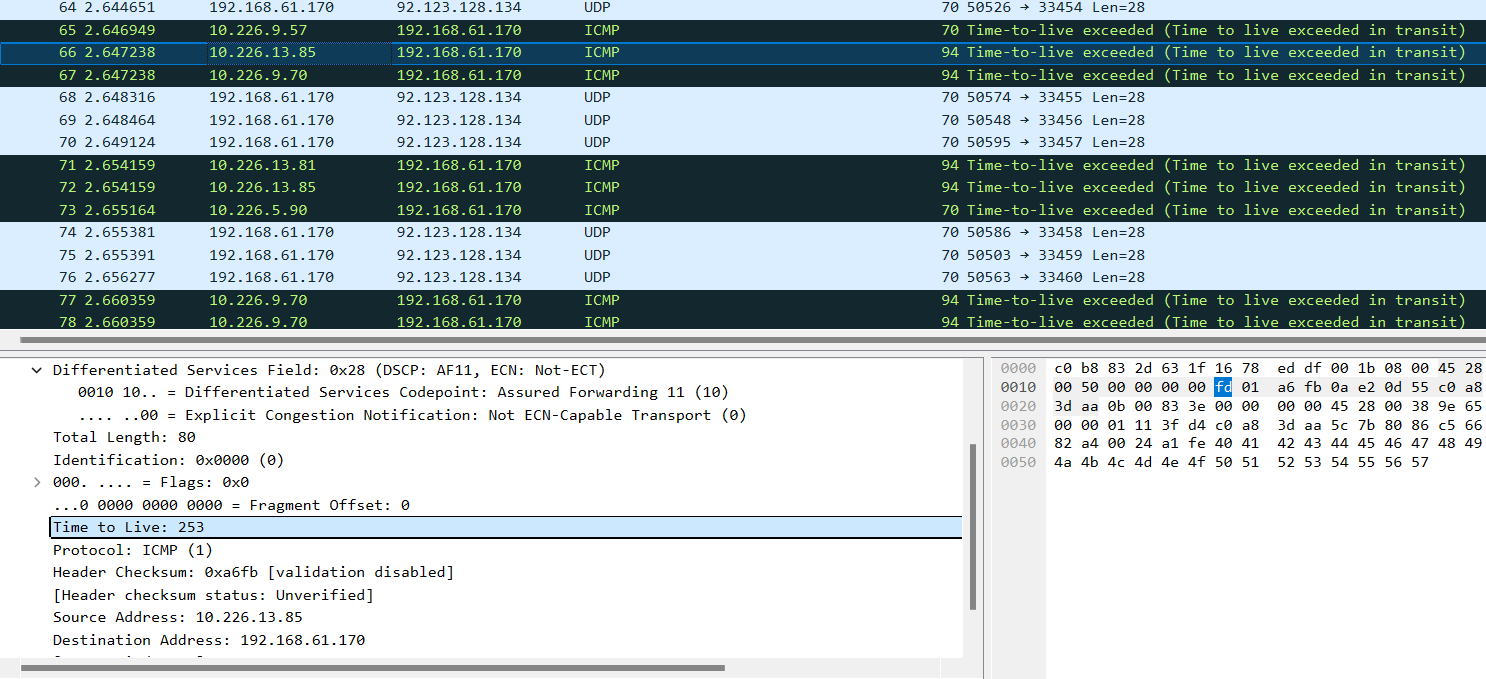 64 2.644651 192.168.61.170 92.123.128.134 UDP 70 50526 → 33454 Len=28
65 2.646949 10.226.9.57 192.168.61.170 ICMP 70 Time-to-live exceeded (Time to live exceeded in transit)
66 2.647238 10.226.13.85 192.168.61.170 ICMP 94 Time-to-live exceeded (Time to live exceeded in transit)
67 2.647238 10.226.9.70 192.168.61.170 ICMP 94 Time-to-live exceeded (Time to live exceeded in transit)
68 2.648316 192.168.61.170 92.123.128.134 UDP 70 50574 → 33455 Len=28
69 2.648464 192.168.61.170 92.123.128.134 UDP 70 50548 → 33456 Len=28
70 2.649124 192.168.61.170 92.123.128.134 UDP 70 50595 → 33457 Len=28
71 2.654159 10.226.13.81 192.168.61.170 ICMP 94 Time-to-live exceeded (Time to live exceeded in transit)
72 2.654159 10.226.13.85 192.168.61.170 ICMP 94 Time-to-live exceeded (Time to live exceeded in transit)
73 2.655164 10.226.5.90 192.168.61.170 ICMP 70 Time-to-live exceeded (Time to live exceeded in transit)
74 2.655381 192.168.61.170 92.123.128.134 UDP 70 50586 → 33458 Len=28
75 2.655391 192.168.61.170 92.123.128.134 UDP 70 50503 → 33459 Len=28
76 2.656277 192.168.61.170 92.123.128.134 UDP 70 50563 → 33460 Len=28
77 2.660359 10.226.9.70 192.168.61.170 ICMP 94 Time-to-live exceeded (Time to live exceeded in transit)
78 2.660359 10.226.9.70 192.168.61.170 ICMP 94 Time-to-live exceeded (Time to live exceeded in transit)
Differentiated Services Field: 0x28 (DSCP: AF11, ECN: Not-ECT)
0010 10.. = Differentiated Services Codepoint: Assured Forwarding 11 (10)
.... ..00 = Explicit Congestion Notification: Not ECN-Capable Transport (0)
Total Length: 80
Identification: 0x0000 (0)
000. .... = Flags: 0x0
...0 0000 0000 0000 = Fragment Offset: 0
Time to Live: 253
Protocol: ICMP (1)
Header Checksum: 0xa6fb [validation disabled]
[Header checksum status: Unverified]
Source Address: 10.226.13.85
Destination Address: 192.168.61.170
0000 c0 b8 83 2d 63 1f 16 78 ed df 00 1b 08 00 45 28
0010 00 50 00 00 00 00 fd 01 a6 fb 0a e2 0d 55 c0 a8
0020 3d aa 0b 00 83 3e 00 00 00 00 45 28 00 38 9e 65
0030 00 00 01 11 3f d4 c0 a8 3d aa 5c 7b 80 86 c5 66
0040 82 a4 00 24 a1 fe 40 41 42 43 44 45 46 47 48 49
0050 4a 4b 4c 4d 4e 4f 50 51 52 53 54 55 56 57